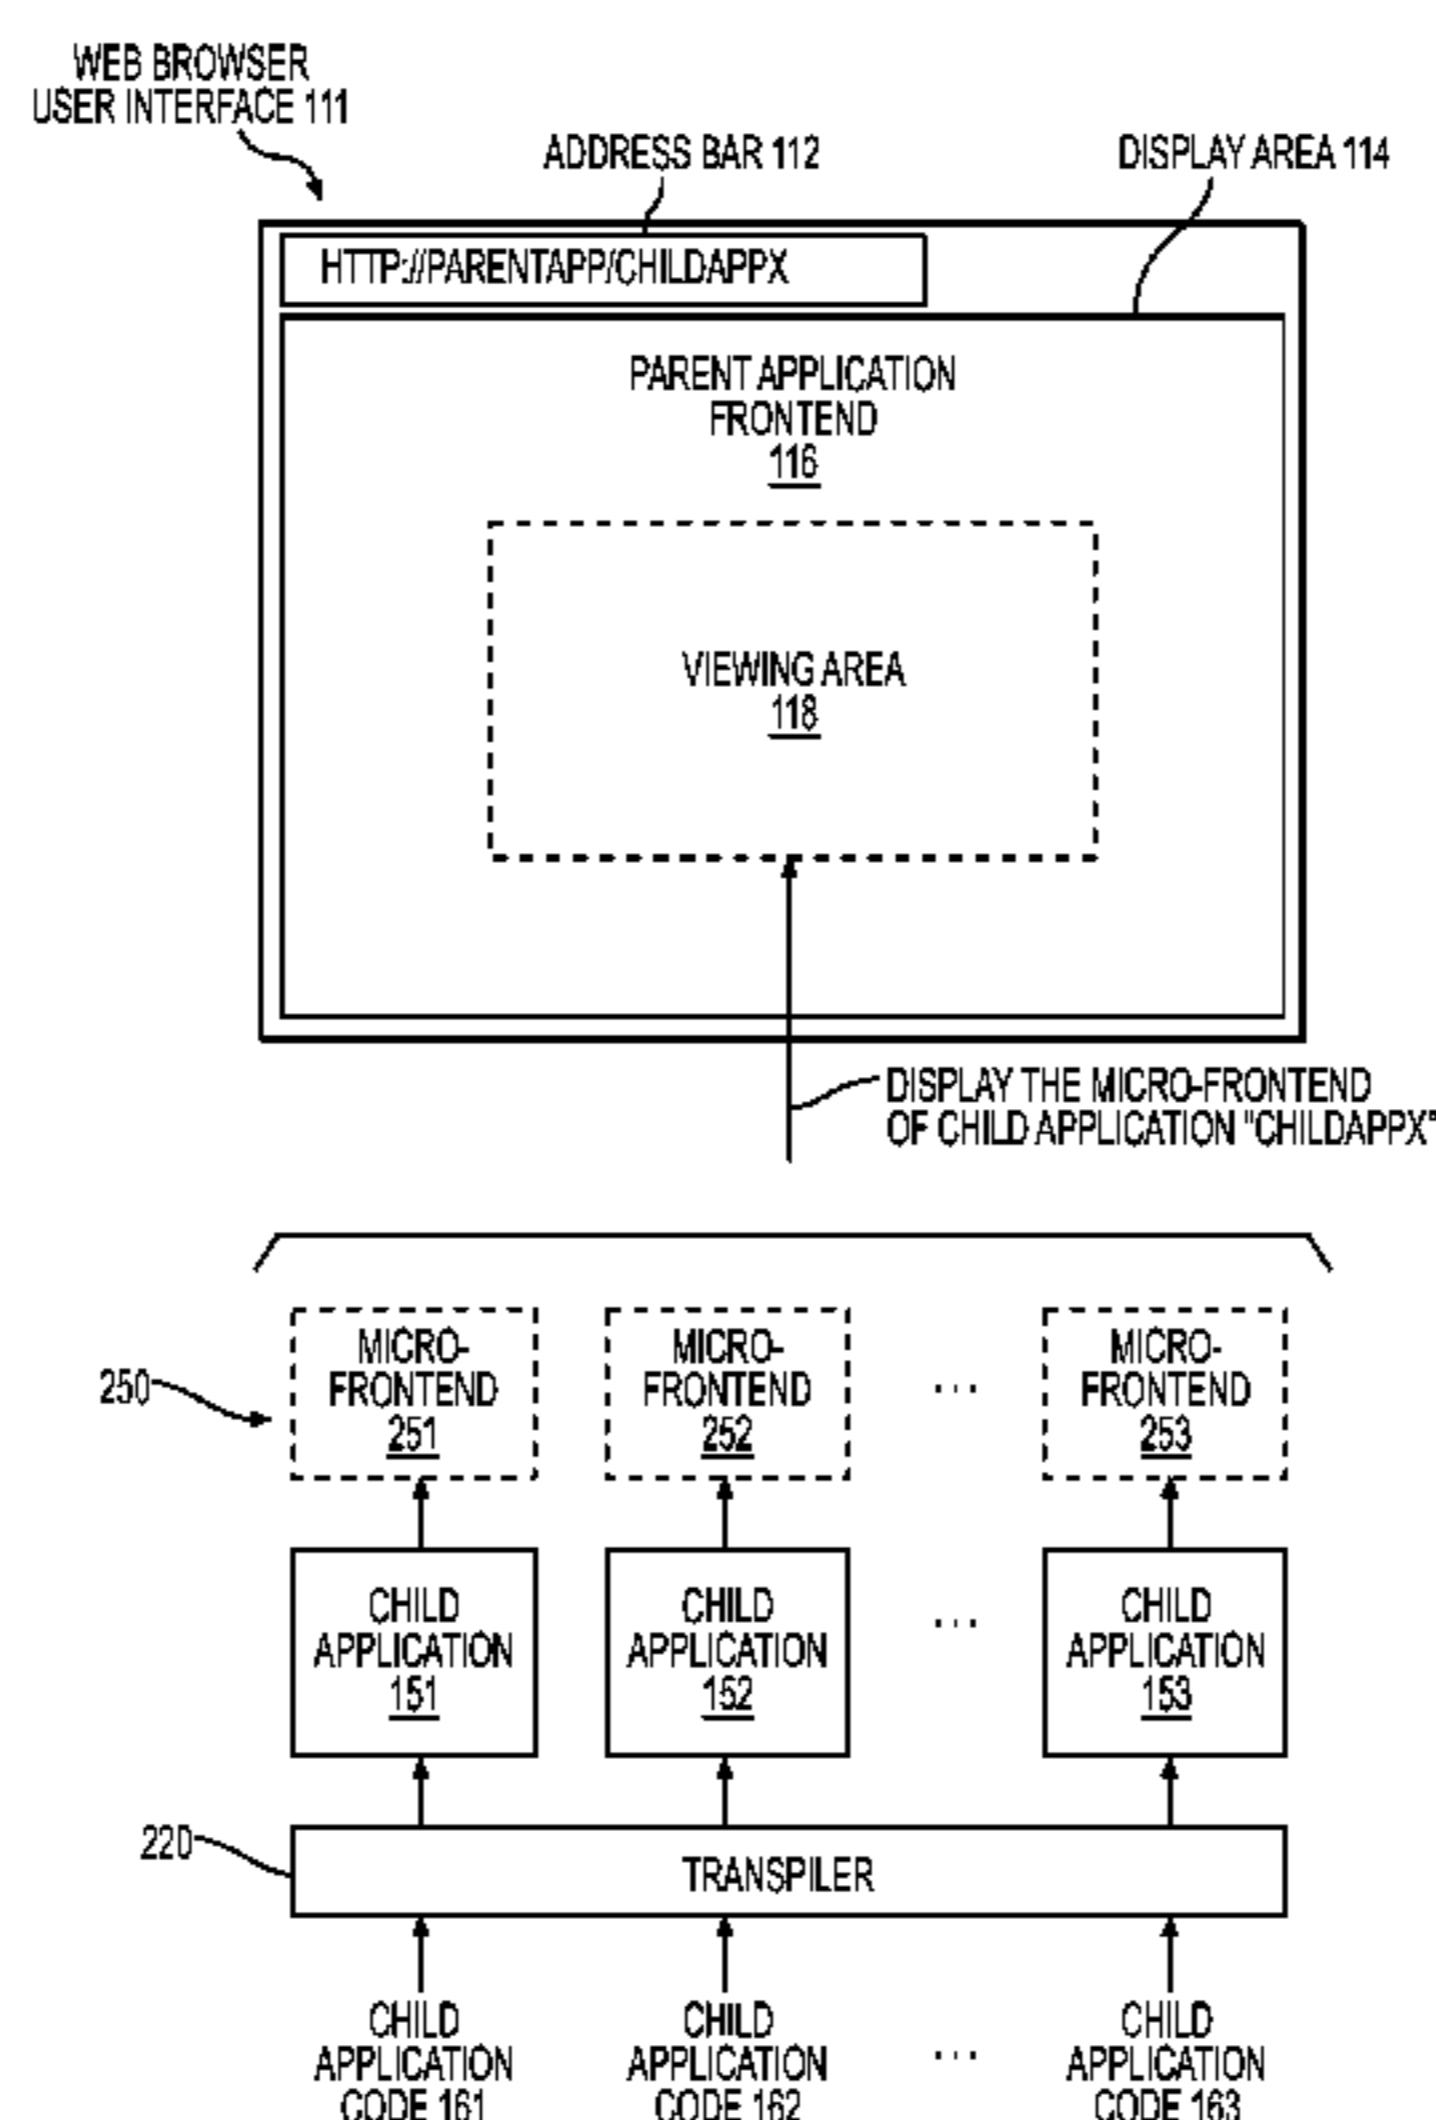 WEB BROWSER
USER INTERFACE 111
ADDRESS BAR 112
DISPLAY AREA 114
HTTP://PARENTAPP/CHILDAPPX
PARENT APPLICATION
FRONTEND
116
VIEWING AREA
118
DISPLAY THE MICRO-FRONTEND
OF CHILD APPLICATION "CHILDAPPX"
250
MICRO-
FRONTEND
251
MICRO-
FRONTEND
252
...
MICRO-
FRONTEND
253
CHILD
APPLICATION
151
CHILD
APPLICATION
152
...
CHILD
APPLICATION
153
220
TRANSPILER
CHILD
APPLICATION
CODE 161
CHILD
APPLICATION
CODE 162
...
CHILD
APPLICATION
CODE 163